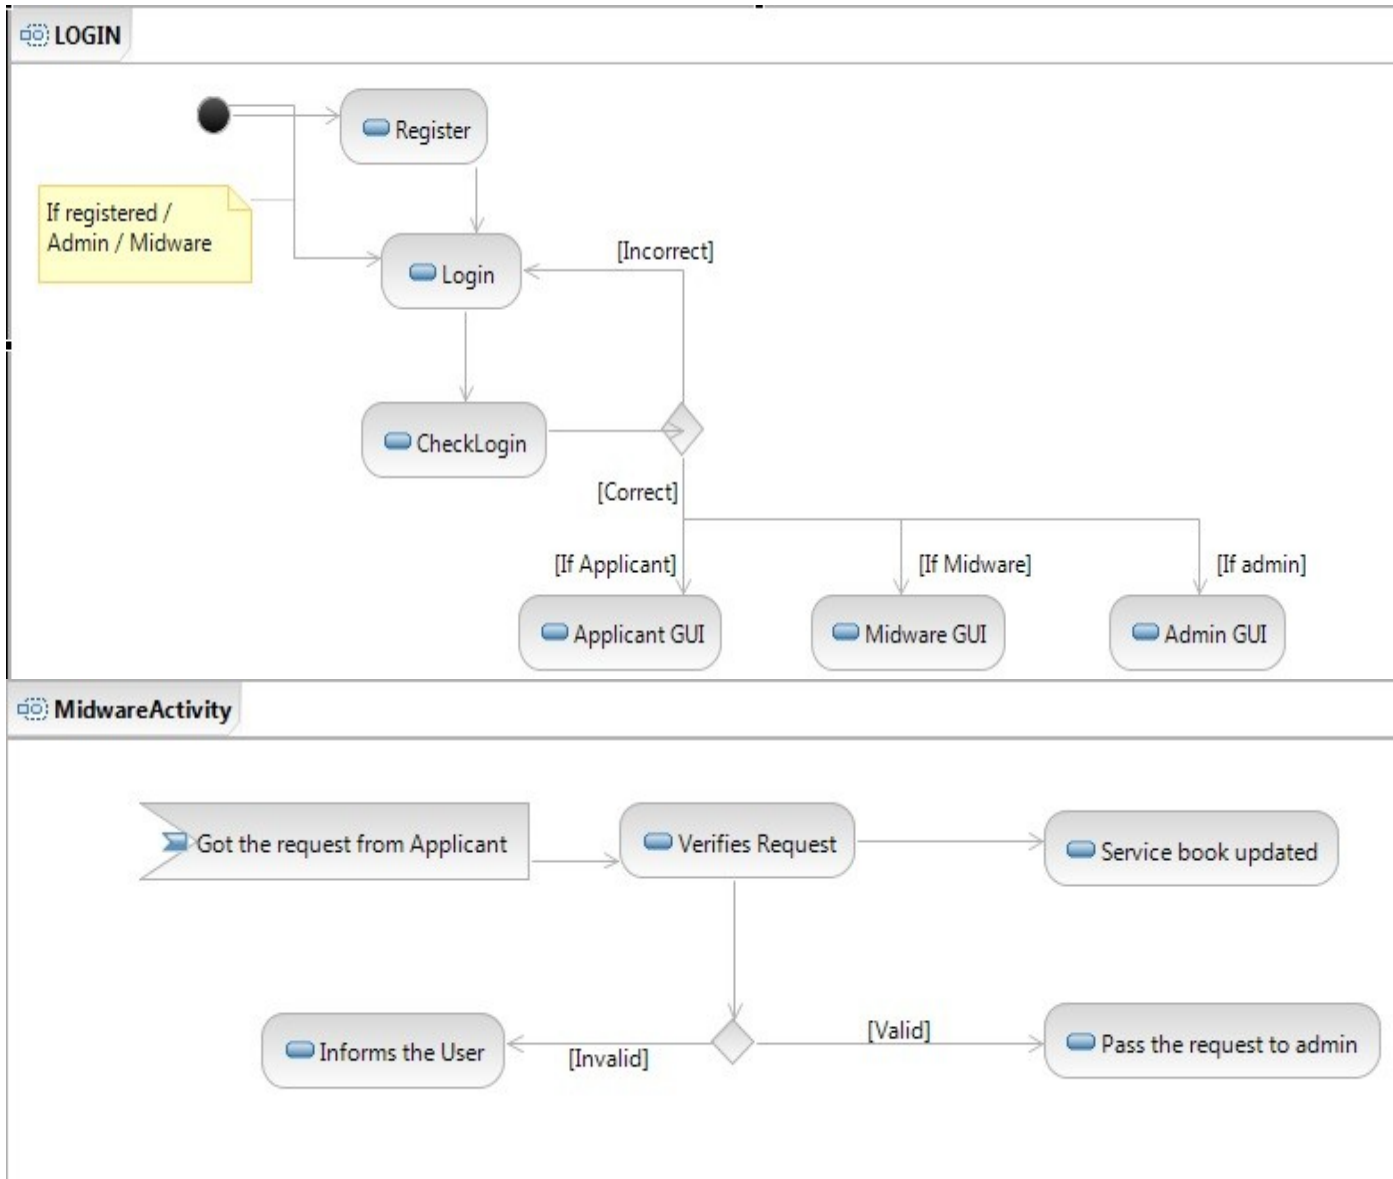 LOGIN
Register
If registered /
Admin / Midware
[Incorrect]
Login
CheckLogin
[Correct]
[If Applicant]
[If Midware]
[If admin]
Applicant GUI
Midware GUI
Admin GUI
MidwareActivity
Got the request from Applicant
Verifies Request
Service book updated
Informs the User
[Invalid]
[Valid]
Pass the request to admin